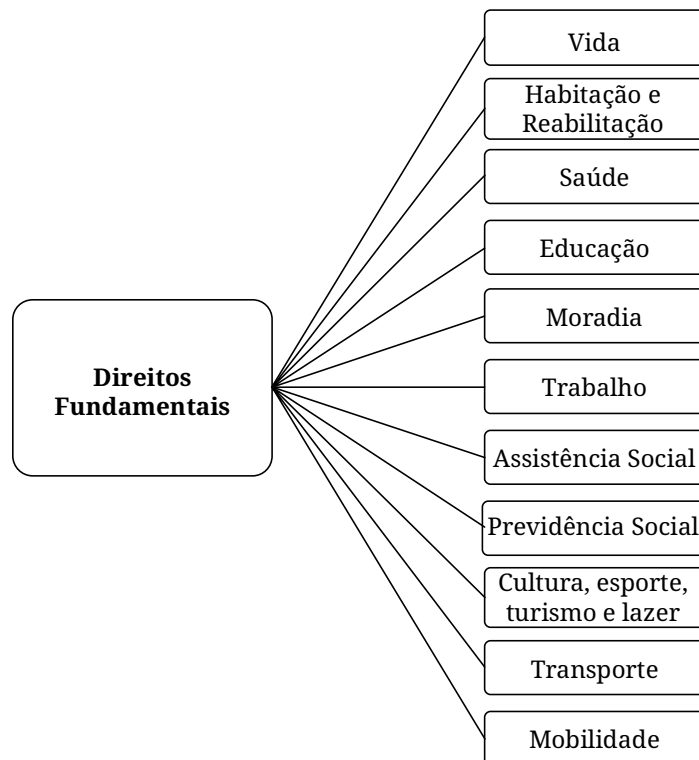 Direitos
Fundamentais
Vida
Habitação e
Reabilitação
Saúde
Educação
Moradia
Trabalho
Assistência Social
Previdência Social
Cultura, esporte,
turismo e lazer
Transporte
Mobilidade